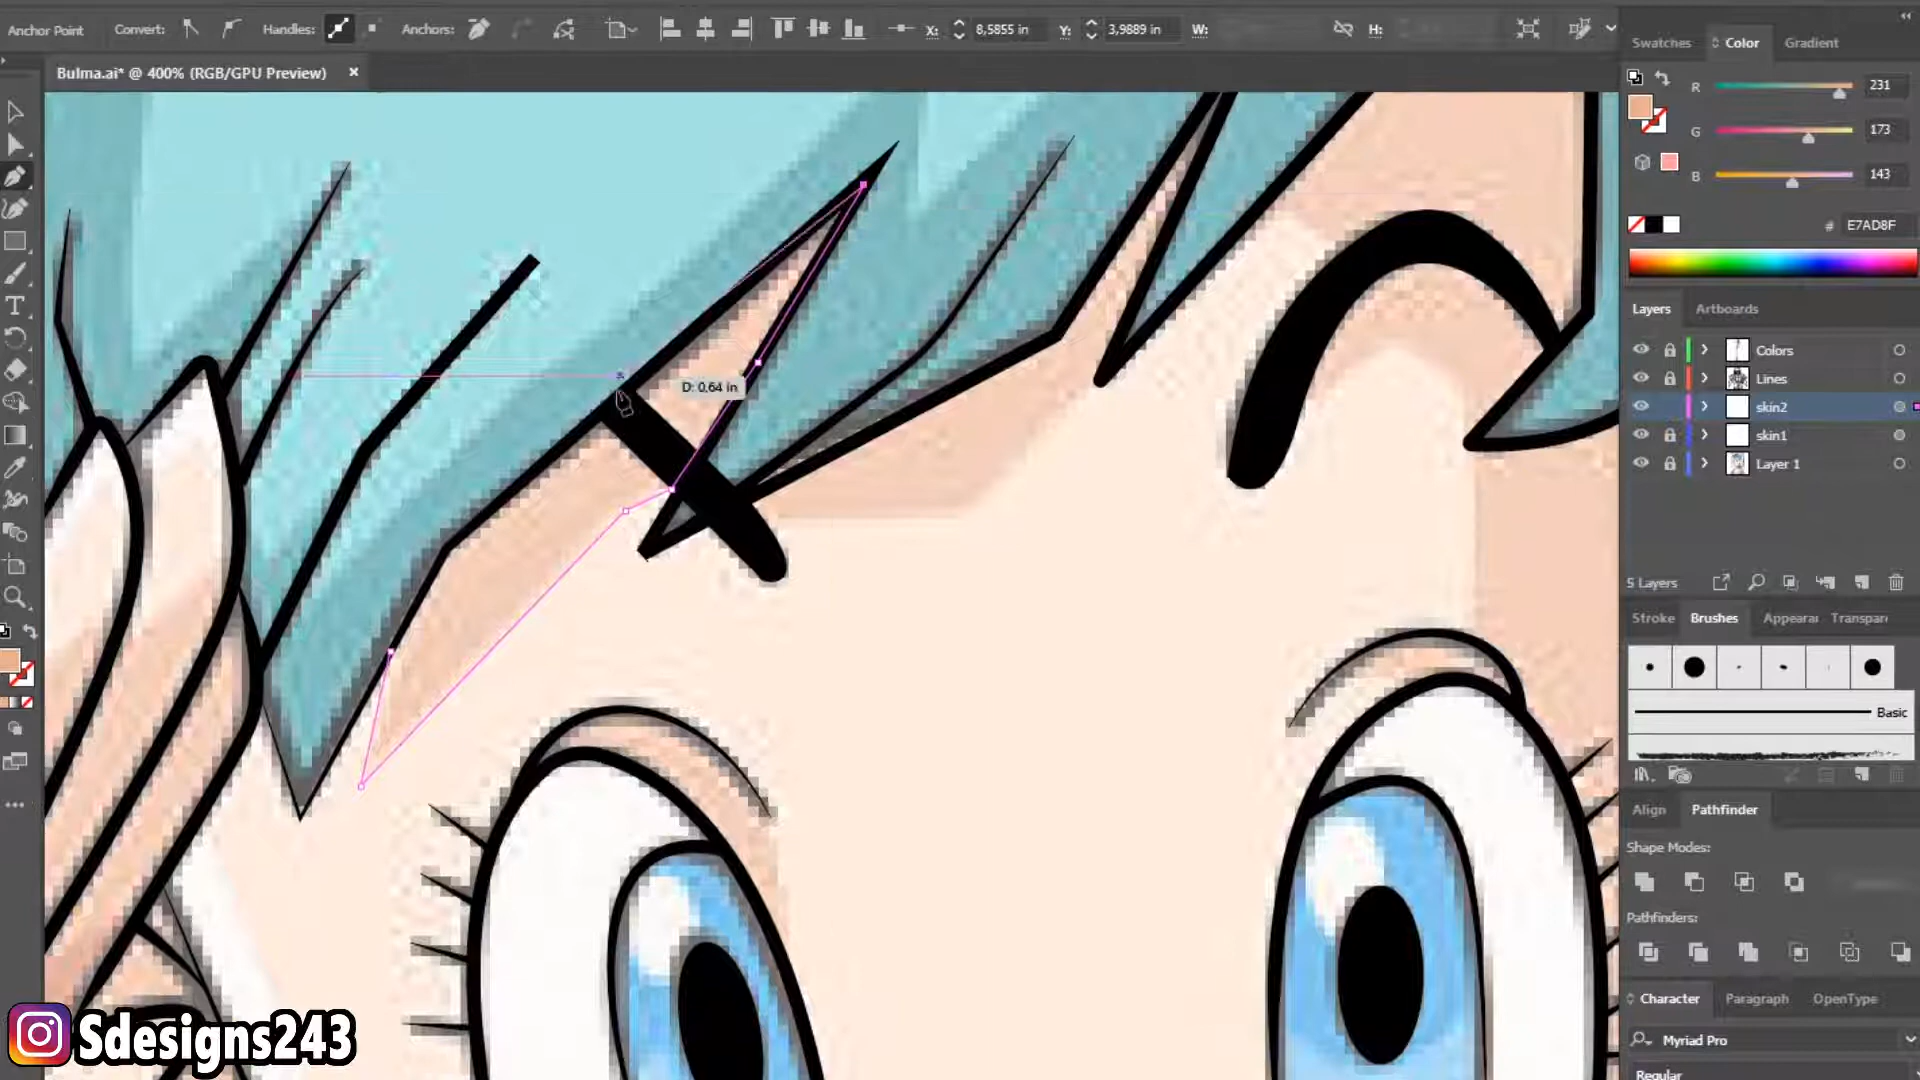 Anchor Point
Convert:
Handles:
Anchors:
X: 8,5855 in
Y: 3,9889 in
W:
H:
Bulma.ai* @ 400% (RGB/GPU Preview) ×
D: 0,64 in
Sdesigns243
Swatches Color Gradient
R 231
G 173
B 143
# E7AD8F
Layers Artboards
Colors
Lines
skin2
skin1
Layer 1
5 Layers
Stroke Brushes Appearar Transpar
Basic
Align Pathfinder
Shape Modes:
Pathfinders:
Character Paragraph OpenType
Myriad Pro
Regular